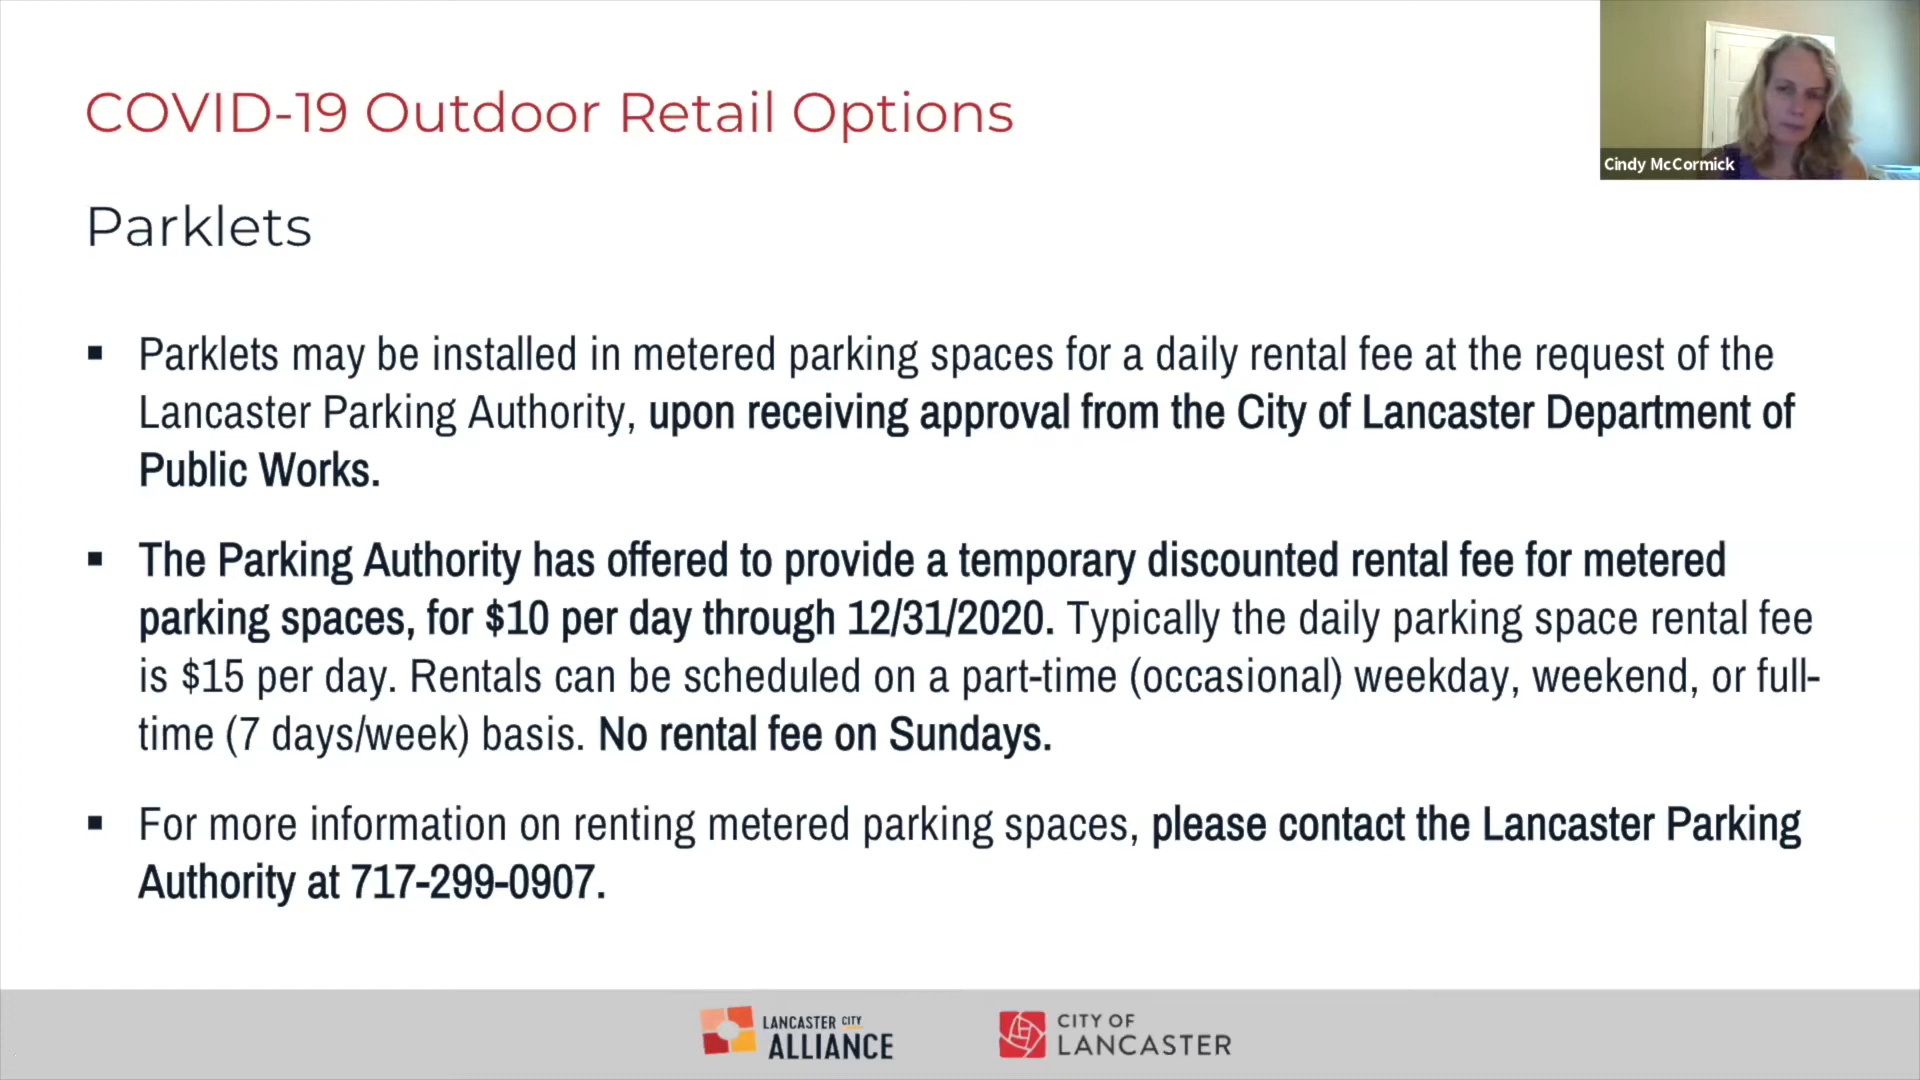 COVID-19 Outdoor Retail Options
Cindy McCormick
Parklets
▪ Parklets may be installed in metered parking spaces for a daily rental fee at the request of the
Lancaster Parking Authority, upon receiving approval from the City of Lancaster Department of
Public Works.
▪ The Parking Authority has offered to provide a temporary discounted rental fee for metered
parking spaces, for $10 per day through 12/31/2020. Typically the daily parking space rental fee
is $15 per day. Rentals can be scheduled on a part-time (occasional) weekday, weekend, or full-
time (7 days/week) basis. No rental fee on Sundays.
▪ For more information on renting metered parking spaces, please contact the Lancaster Parking
Authority at 717-299-0907.
LANCASTER CITY
ALLIANCE
CITY OF
LANCASTER